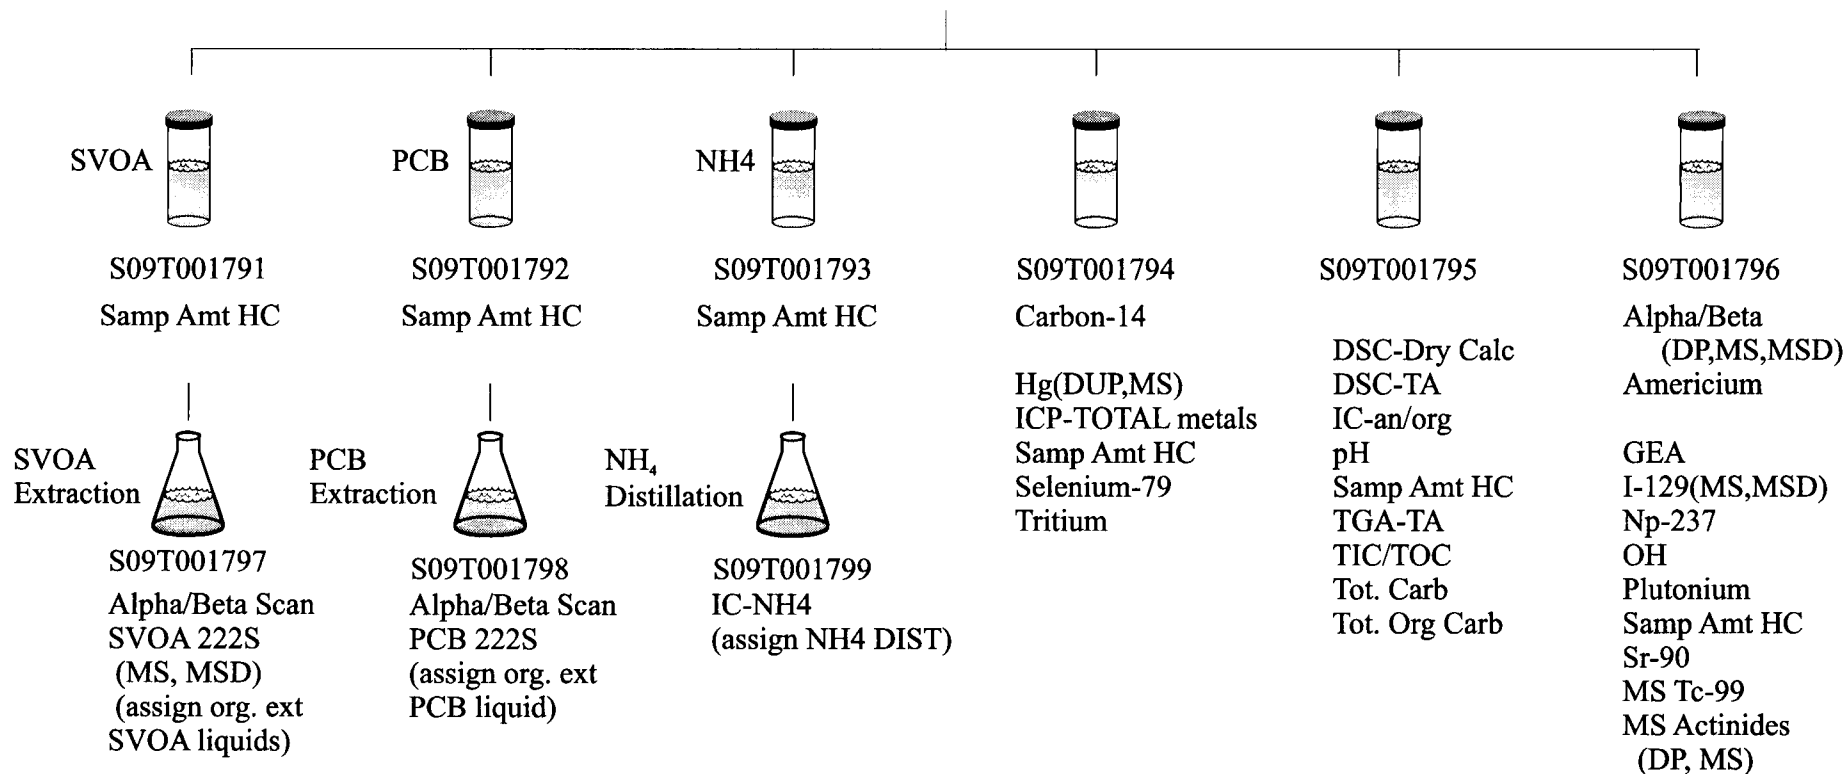 SVOA
S09T001791
Samp Amt HC
SVOA
Extraction
S09T001797
Alpha/Beta Scan
SVOA 222S
(MS, MSD)
(assign org. ext
SVOA liquids)
PCB
S09T001792
Samp Amt HC
PCB
Extraction
S09T001798
Alpha/Beta Scan
PCB 222S
(assign org. ext
PCB liquid)
NH4
S09T001793
Samp Amt HC
NH₄
Distillation
S09T001799
IC-NH4
(assign NH4 DIST)
S09T001794
Carbon-14
Hg(DUP,MS)
ICP-TOTAL metals
Samp Amt HC
Selenium-79
Tritium
S09T001795
DSC-Dry Calc
DSC-TA
IC-an/org
pH
Samp Amt HC
TGA-TA
TIC/TOC
Tot. Carb
Tot. Org Carb
S09T001796
Alpha/Beta
(DP,MS,MSD)
Americium
GEA
I-129(MS,MSD)
Np-237
OH
Plutonium
Samp Amt HC
Sr-90
MS Tc-99
MS Actinides
(DP, MS)